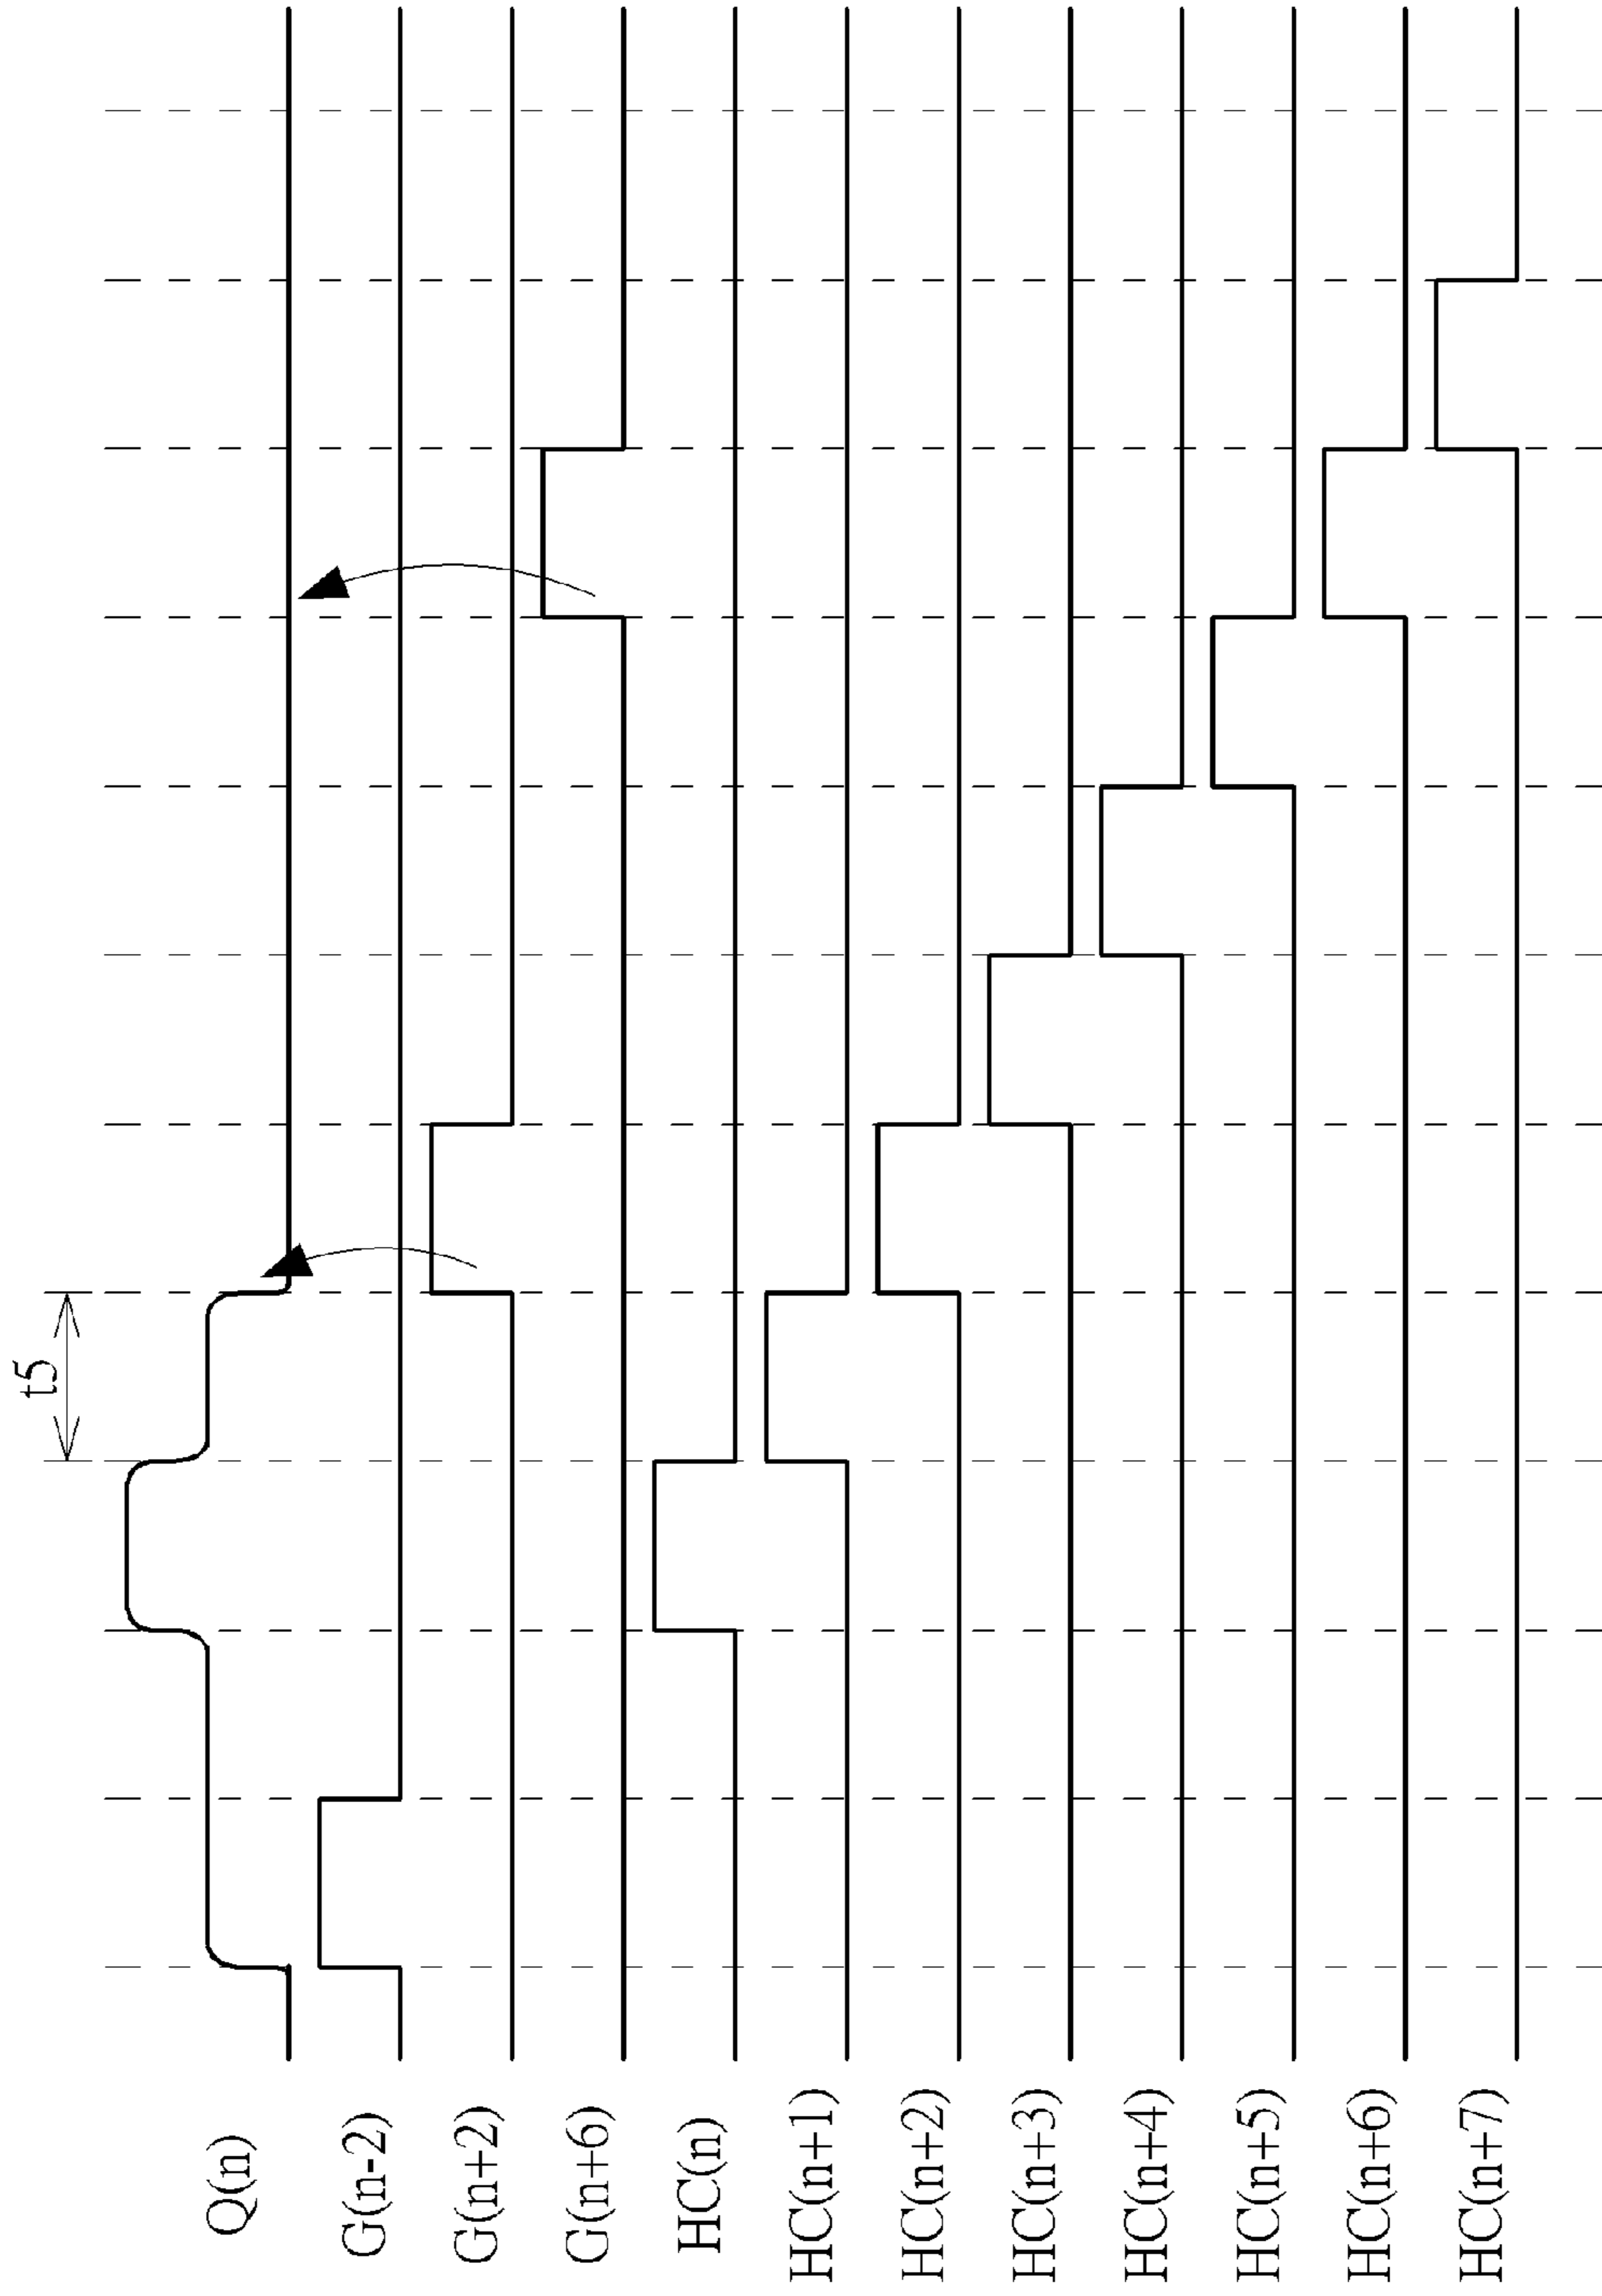 t5
Q(n)
G(n-2)
G(n+2)
G(n+6)
HC(n)
HC(n+1)
HC(n+2)
HC(n+3)
HC(n+4)
HC(n+5)
HC(n+6)
HC(n+7)